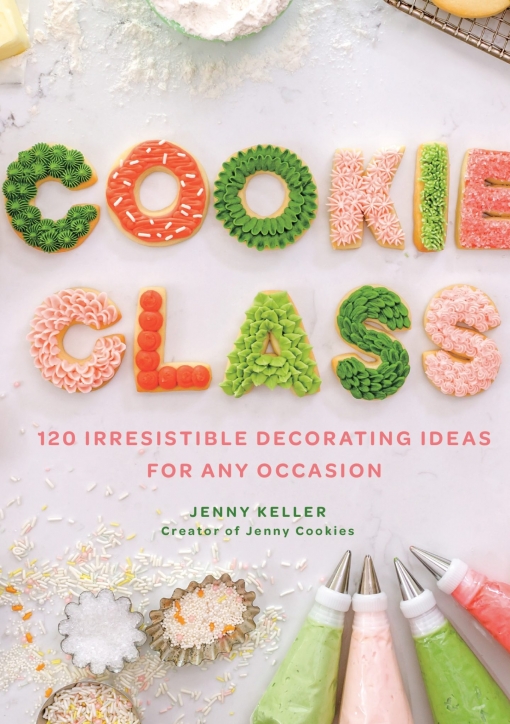 COOKIE
CLASS
120 IRRESISTIBLE DECORATING IDEAS
FOR ANY OCCASION
JENNY KELLER
Creator of Jenny Cookies